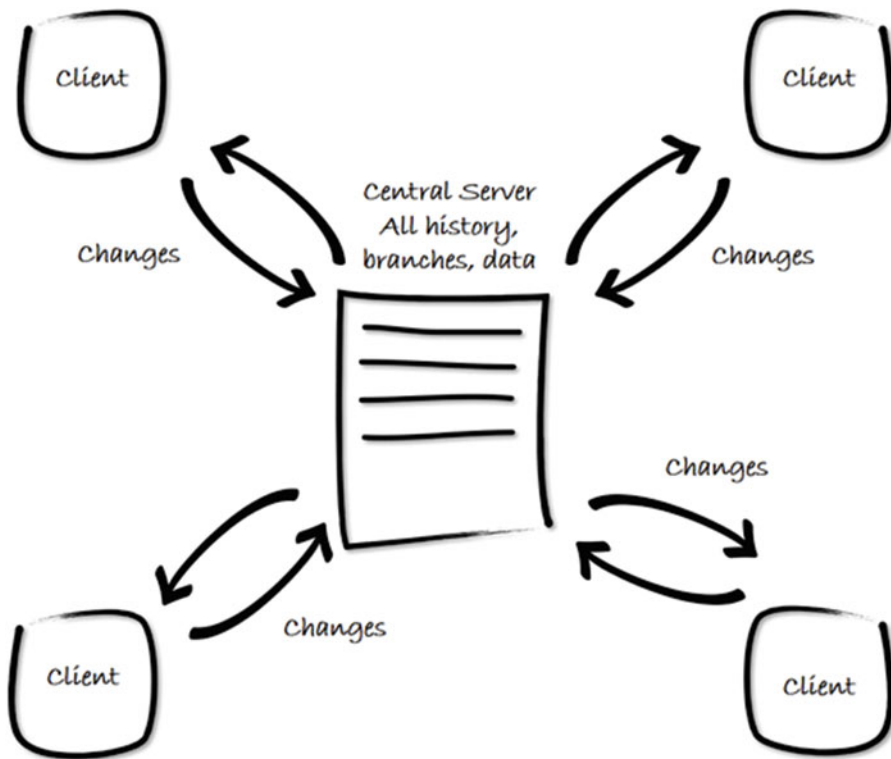 Client
Client
Central Server
All history,
branches, data
Changes
Changes
Changes
Changes
Client
Client